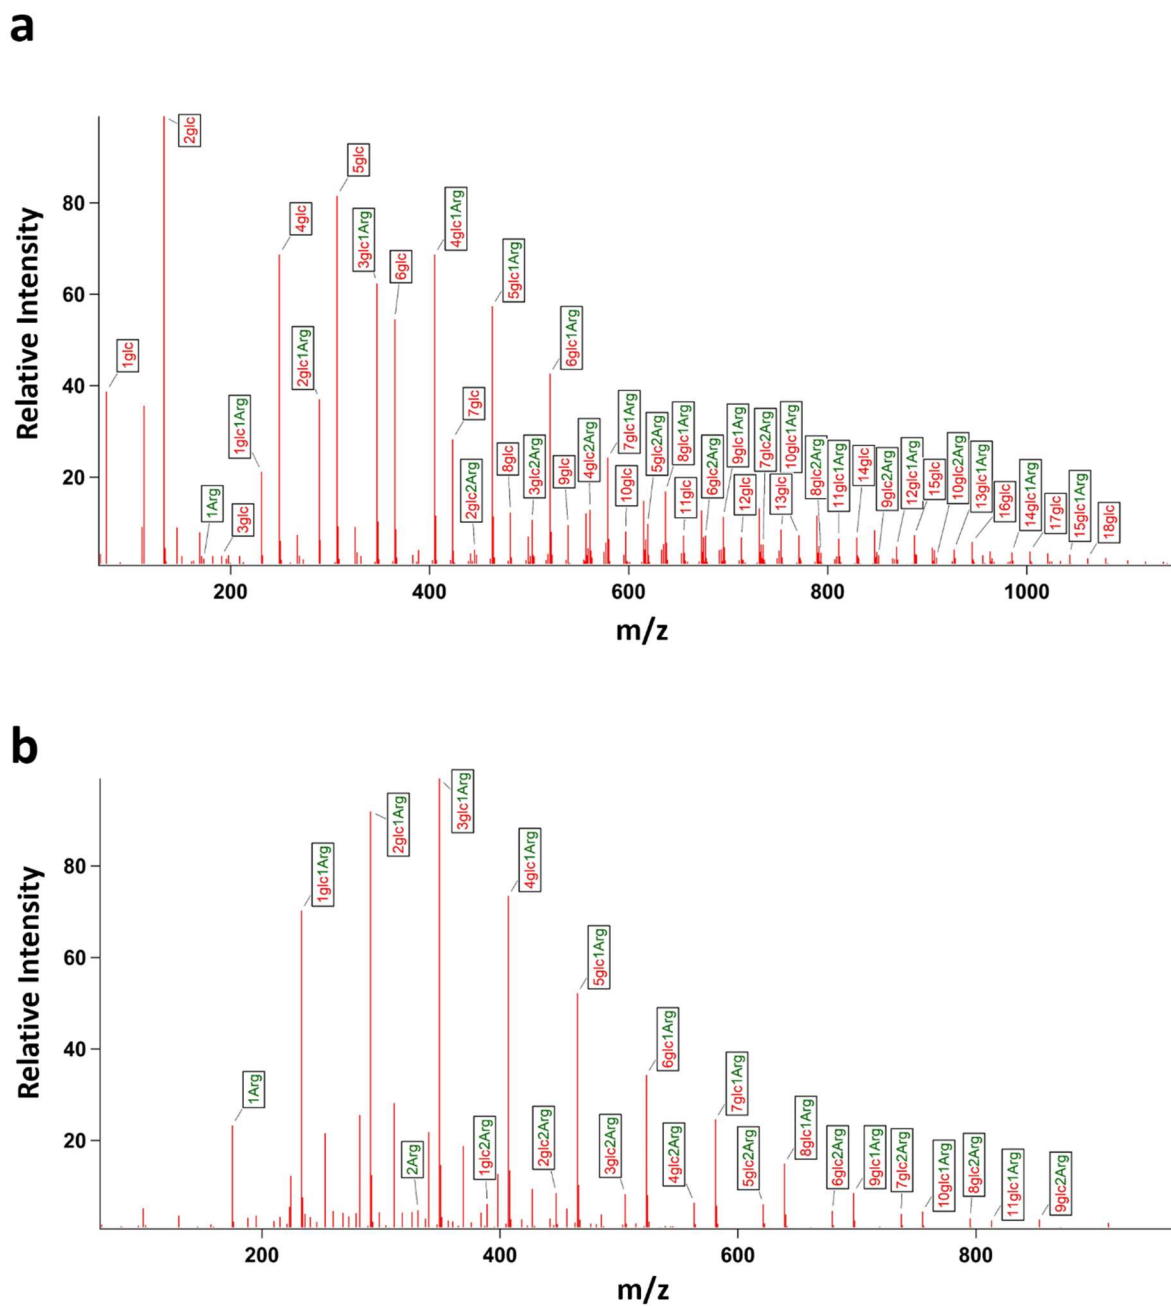 a
Relative Intensity
80
60
40
20
1glc
2glc
1glc1Arg
1Arg
3glc
4glc
2glc1Arg
5glc
3glc1Arg
6glc
4glc1Arg
7glc
2glc2Arg
5glc1Arg
8glc
3glc2Arg
9glc
6glc1Arg
4glc2Arg
7glc1Arg
10glc
5glc2Arg
8glc1Arg
11glc
6glc2Arg
9glc1Arg
12glc
7glc2Arg
13glc
10glc1Arg
8glc2Arg
11glc1Arg
14glc
9glc2Arg
12glc1Arg
15glc
10glc2Arg
13glc1Arg
16glc
14glc1Arg
17glc
15glc1Arg
18glc
200
400
600
800
1000
m/z
b
Relative Intensity
80
60
40
20
1Arg
1glc1Arg
2glc1Arg
2Arg
3glc1Arg
1glc2Arg
4glc1Arg
2glc2Arg
5glc1Arg
3glc2Arg
6glc1Arg
4glc2Arg
7glc1Arg
5glc2Arg
8glc1Arg
6glc2Arg
9glc1Arg
7glc2Arg
10glc1Arg
8glc2Arg
11glc1Arg
9glc2Arg
200
400
600
800
m/z